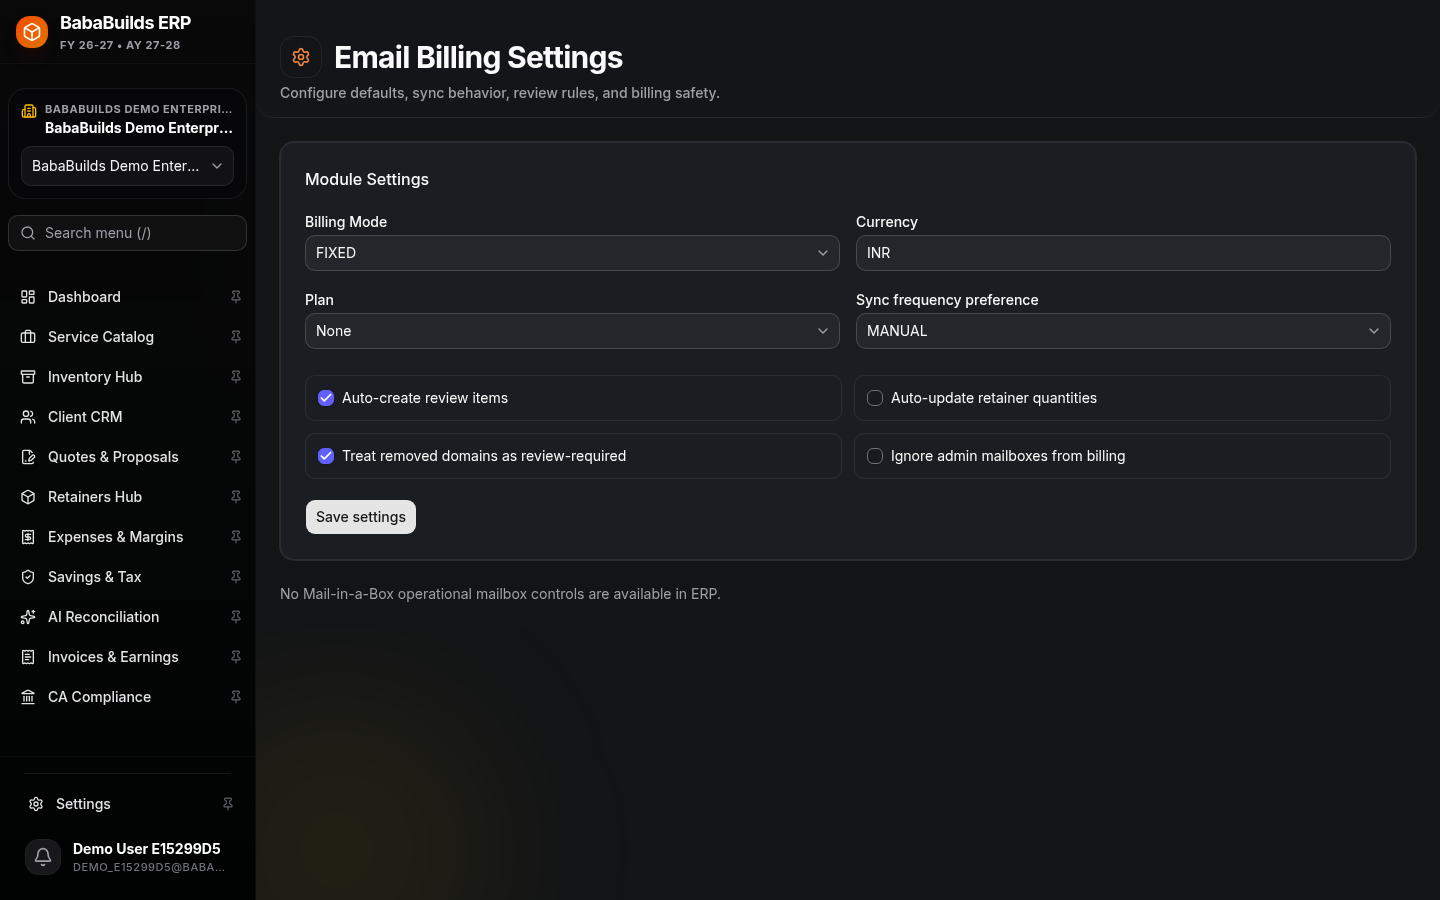 BabaBuilds ERP
FY 26-27 • AY 27-28
BABABUILDS DEMO ENTERPRI...
BabaBuilds Demo Enterpr...
BabaBuilds Demo Enter...
Search menu (/)
Dashboard
Service Catalog
Inventory Hub
Client CRM
Quotes & Proposals
Retainers Hub
Expenses & Margins
Savings & Tax
AI Reconciliation
Invoices & Earnings
CA Compliance
Settings
Demo User E15299D5
DEMO_E15299D5@BABA...
Email Billing Settings
Configure defaults, sync behavior, review rules, and billing safety.
Module Settings
Billing Mode
FIXED
Currency
INR
Plan
None
Sync frequency preference
MANUAL
Auto-create review items
Auto-update retainer quantities
Treat removed domains as review-required
Ignore admin mailboxes from billing
Save settings
No Mail-in-a-Box operational mailbox controls are available in ERP.